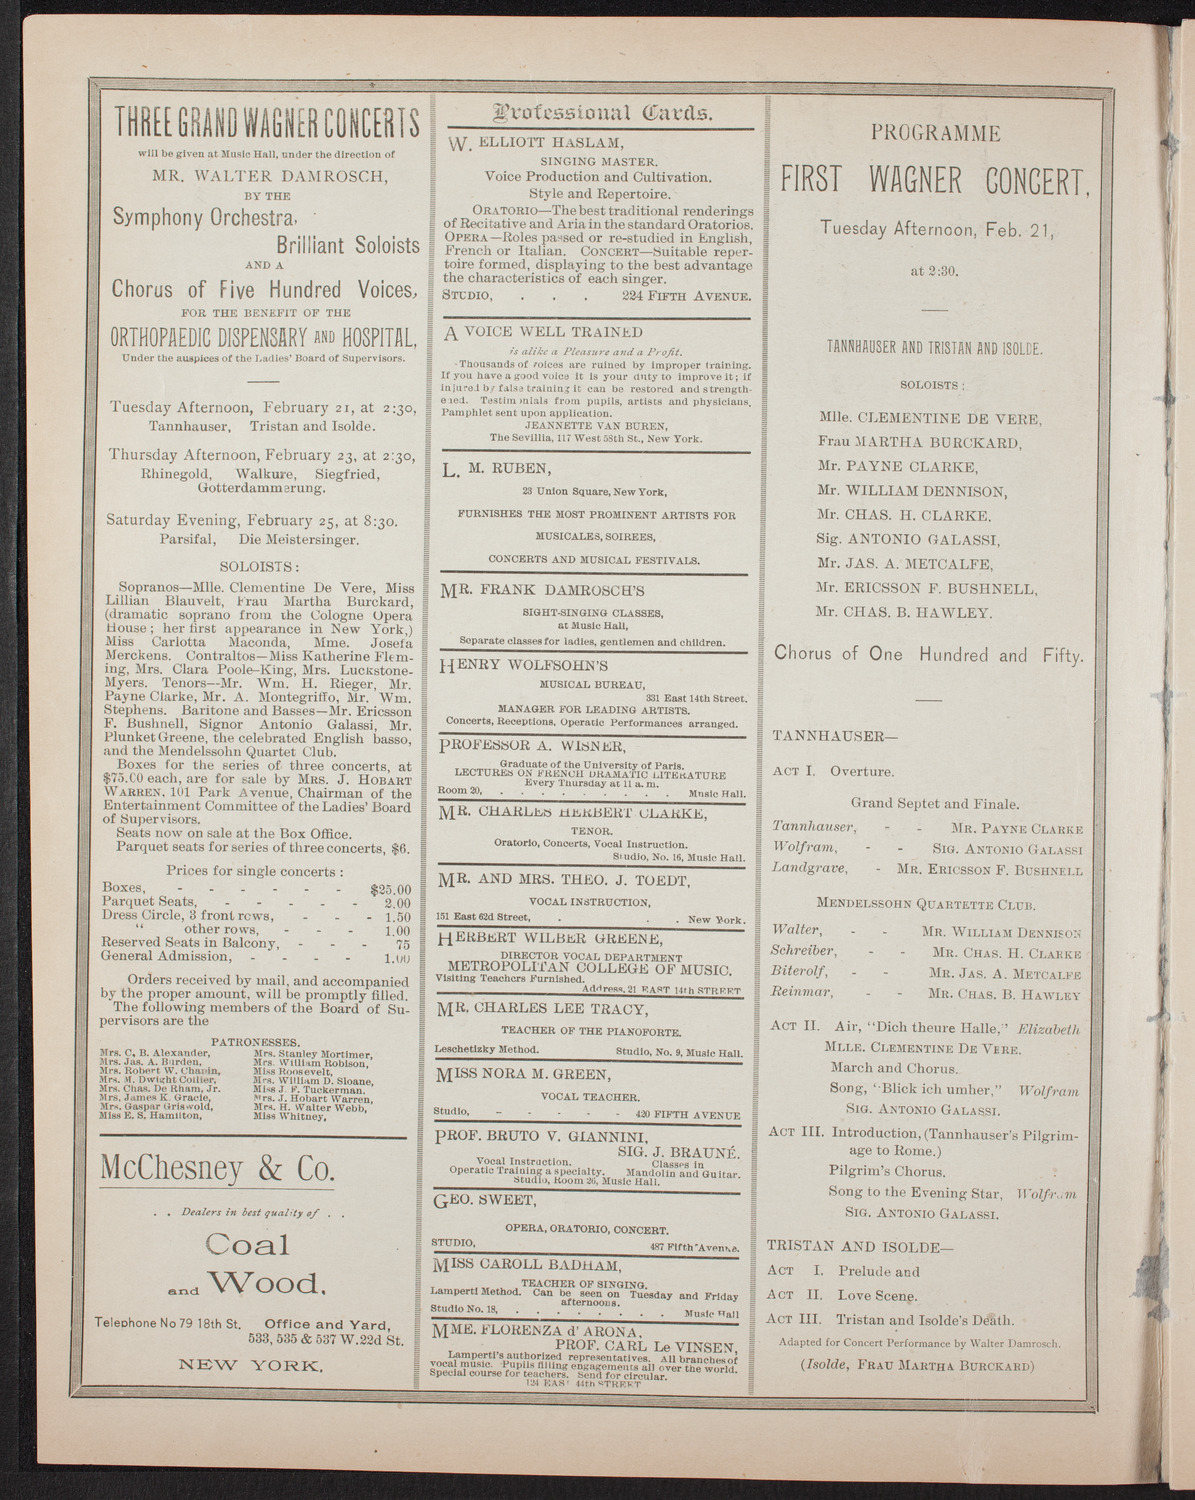 THREE GRAND WAGNER CONCERTS
will be given at Music Hall, under the direction of
MR. WALTER DAMROSCH,
BY THE
Symphony Orchestra,
Brilliant Soloists
AND A
Chorus of Five Hundred Voices,
FOR THE BENEFIT OF THE
ORTHOPAEDIC DISPENSARY AND HOSPITAL,
Under the auspices of the Ladies' Board of Supervisors.
Tuesday Afternoon, February 21, at 2:30,
Tannhauser, Tristan and Isolde.
Thursday Afternoon, February 23, at 2:30,
Rhinegold, Walkure, Siegfried,
Gotterdammerung.
Saturday Evening, February 25, at 8:30.
Parsifal, Die Meistersinger.
SOLOISTS:
Sopranos—Mlle. Clementine De Vere, Miss
Lillian Blauvelt, Frau Martha Burckard,
(dramatic soprano from the Cologne Opera
House; her first appearance in New York,)
Miss Carlotta Maconda, Mme. Josefa
Merckens. Contraltos—Miss Katherine Flem-
ing, Mrs. Clara Poole-King, Mrs. Luckstone-
Myers. Tenors—Mr. Wm. H. Rieger, Mr.
Payne Clarke, Mr. A. Montegriffo, Mr. Wm.
Stephens. Baritone and Basses—Mr. Ericsson
F. Bushnell, Signor Antonio Galassi, Mr.
Plunket Greene, the celebrated English basso,
and the Mendelssohn Quartet Club.
Boxes for the series of three concerts, at
$75.00 each, are for sale by MRS. J. HOBART
WARREN, 101 Park Avenue, Chairman of the
Entertainment Committee of the Ladies' Board
of Supervisors.
Seats now on sale at the Box Office.
Parquet seats for series of three concerts, $6.
Prices for single concerts:
Boxes, - - - - - - $25.00
Parquet Seats, - - - - - 2.00
Dress Circle, 3 front rows, - - - 1.50
“ other rows, - - - 1.00
Reserved Seats in Balcony, - - - 75
General Admission, - - - - 1.00
Orders received by mail, and accompanied
by the proper amount, will be promptly filled.
The following members of the Board of Su-
pervisors are the
PATRONESSES.
Mrs. C. B. Alexander,
Mrs. Jas. A. Burden,
Mrs. Robert W. Chapin,
Mrs. M. Dwight Collier,
Mrs. Chas. De Rham, Jr.
Mrs. James K. Gracie,
Mrs. Gaspar Griswold,
Miss E. S. Hamilton,
Mrs. Stanley Mortimer,
Mrs. William Robison,
Miss Roosevelt,
Mrs. William D. Sloane,
Miss J. F. Tuckerman,
Mrs. J. Hobart Warren,
Mrs. H. Walter Webb,
Miss Whitney,
McChesney & Co.
. . Dealers in best quality of . .
Coal
and Wood,
Telephone No 79 18th St. Office and Yard,
533, 535 & 537 W. 22d St.
NEW YORK.
Professional Cards.
W. ELLIOTT HASLAM,
SINGING MASTER.
Voice Production and Cultivation.
Style and Repertoire.
ORATORIO—The best traditional renderings
of Recitative and Aria in the standard Oratorios.
OPERA—Roles passed or re-studied in English,
French or Italian. CONCERT—Suitable reper-
toire formed, displaying to the best advantage
the characteristics of each singer.
STUDIO, . . . 224 FIFTH AVENUE.
A VOICE WELL TRAINED
is alike a Pleasure and a Profit.
Thousands of voices are ruined by improper training.
If you have a good voice it is your duty to improve it; if
injured by false training it can be restored and strength-
ened. Testimonials from pupils, artists and physicians.
Pamphlet sent upon application.
JEANNETTE VAN BUREN,
The Sevillia, 117 West 58th St., New York.
L. M. RUBEN,
23 Union Square, New York,
FURNISHES THE MOST PROMINENT ARTISTS FOR
MUSICALES, SOIREES,
CONCERTS AND MUSICAL FESTIVALS.
MR. FRANK DAMROSCH'S
SIGHT-SINGING CLASSES,
at Music Hall,
Separate classes for ladies, gentlemen and children.
HENRY WOLFSOHN'S
MUSICAL BUREAU,
331 East 14th Street.
MANAGER FOR LEADING ARTISTS.
Concerts, Receptions, Operatic Performances arranged.
PROFESSOR A. WISNER,
Graduate of the University of Paris.
LECTURES ON FRENCH DRAMATIC LITERATURE
Every Thursday at 11 a. m.
Room 20, . . . . . . . . . Music Hall.
MR. CHARLES HERBERT CLARKE,
TENOR.
Oratorio, Concerts, Vocal Instruction.
Studio, No. 16, Music Hall.
MR. AND MRS. THEO. J. TOEDT,
VOCAL INSTRUCTION,
151 East 62d Street, . . . New York.
HERBERT WILBER GREENE,
DIRECTOR VOCAL DEPARTMENT
METROPOLITAN COLLEGE OF MUSIC.
Visiting Teachers Furnished.
Address, 21 EAST 14th STREET
MR. CHARLES LEE TRACY,
TEACHER OF THE PIANOFORTE.
Leschetizky Method. Studio, No. 9, Music Hall.
MISS NORA M. GREEN,
VOCAL TEACHER.
Studio, - - - - - 420 FIFTH AVENUE
PROF. BRUTO V. GIANNINI,
SIG. J. BRAUNÉ.
Vocal Instruction. Classes in
Operatic Training a specialty. Mandolin and Guitar.
Studio, Room 26, Music Hall.
GEO. SWEET,
OPERA, ORATORIO, CONCERT.
STUDIO, 487 Fifth Avenue.
MISS CAROLL BADHAM,
TEACHER OF SINGING.
Lamperti Method. Can be seen on Tuesday and Friday
afternoons.
Studio No. 18, . . . . . . . . Music Hall
MME. FLORENZA d' ARONA,
PROF. CARL Le VINSEN,
Lamperti's authorized representatives. All branches of
vocal music. Pupils filling engagements all over the world.
Special course for teachers. Send for circular.
124 EAST 44th STREET
PROGRAMME
FIRST WAGNER CONCERT,
Tuesday Afternoon, Feb. 21,
at 2:30.
TANNHAUSER AND TRISTAN AND ISOLDE.
SOLOISTS:
Mlle. CLEMENTINE DE VERE,
Frau MARTHA BURCKARD,
Mr. PAYNE CLARKE,
Mr. WILLIAM DENNISON,
Mr. CHAS. H. CLARKE,
Sig. ANTONIO GALASSI,
Mr. JAS. A. METCALFE,
Mr. ERICSSON F. BUSHNELL,
Mr. CHAS. B. HAWLEY.
Chorus of One Hundred and Fifty.
TANNHAUSER—
ACT I. Overture.
Grand Septet and Finale.
Tannhauser, - - MR. PAYNE CLARKE
Wolfram, - - SIG. ANTONIO GALASSI
Landgrave, - MR. ERICSSON F. BUSHNELL
MENDELSSOHN QUARTETTE CLUB.
Walter, - - MR. WILLIAM DENNISON
Schreiber, - - MR. CHAS. H. CLARKE
Biterolf, - - MR. JAS. A. METCALFE
Reinmar, - - MR. CHAS. B. HAWLEY
ACT II. Air, “Dich theure Halle,” Elizabeth
MLLE. CLEMENTINE DE VERE.
March and Chorus.
Song, “Blick ich umher,” Wolfram
SIG. ANTONIO GALASSI.
ACT III. Introduction, (Tannhauser's Pilgrim-
age to Rome.)
Pilgrim's Chorus.
Song to the Evening Star, Wolfram
SIG. ANTONIO GALASSI.
TRISTAN AND ISOLDE—
ACT I. Prelude and
ACT II. Love Scene.
ACT III. Tristan and Isolde's Death.
Adapted for Concert Performance by Walter Damrosch.
(Isolde, FRAU MARTHA BURCKARD)